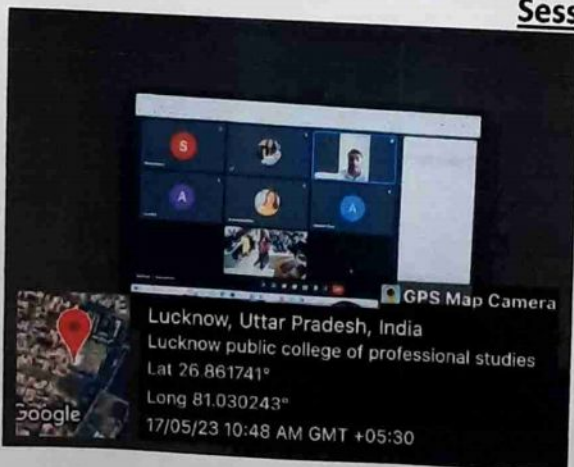 Sess
S
A
A
GPS Map Camera
Lucknow, Uttar Pradesh, India
Lucknow public college of professional studies
Lat 26.861741°
Long 81.030243°
17/05/23 10:48 AM GMT +05:30
Google